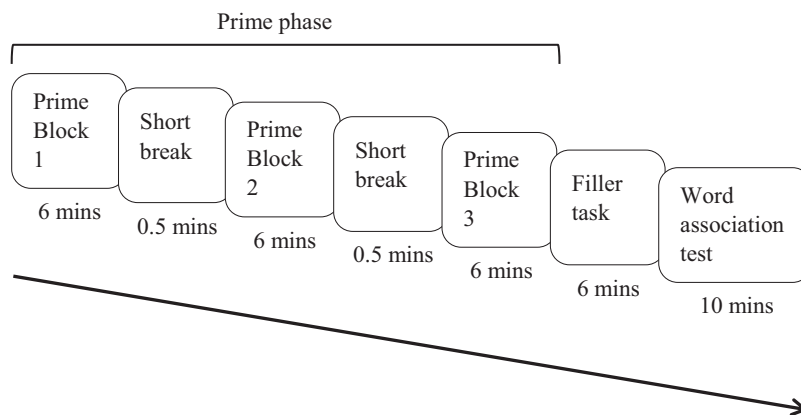 Prime phase
Prime
Block
1
6 mins
Short
break
0.5 mins
Prime
Block
2
6 mins
Short
break
0.5 mins
Prime
Block
3
6 mins
Filler
task
6 mins
Word
association
test
10 mins